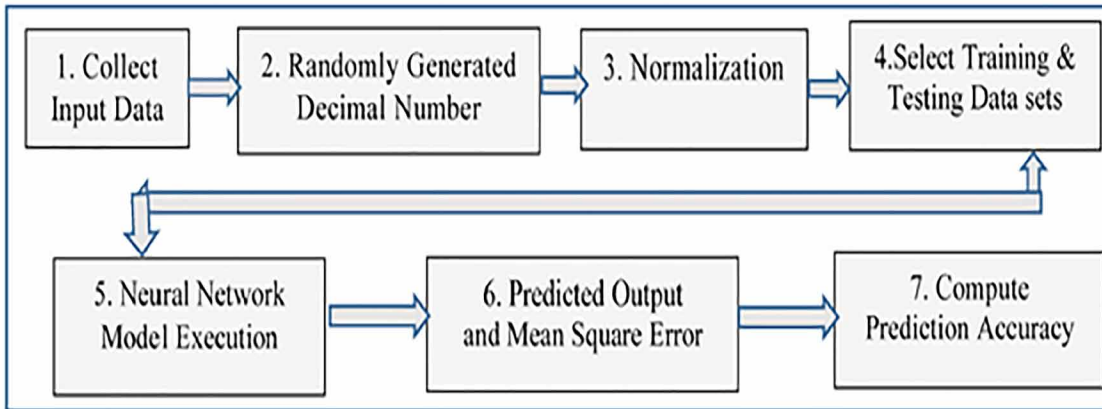 1. Collect
Input Data
2. Randomly Generated
Decimal Number
3. Normalization
4.Select Training &
Testing Data sets
5. Neural Network
Model Execution
6. Predicted Output
and Mean Square Error
7. Compute
Prediction Accuracy